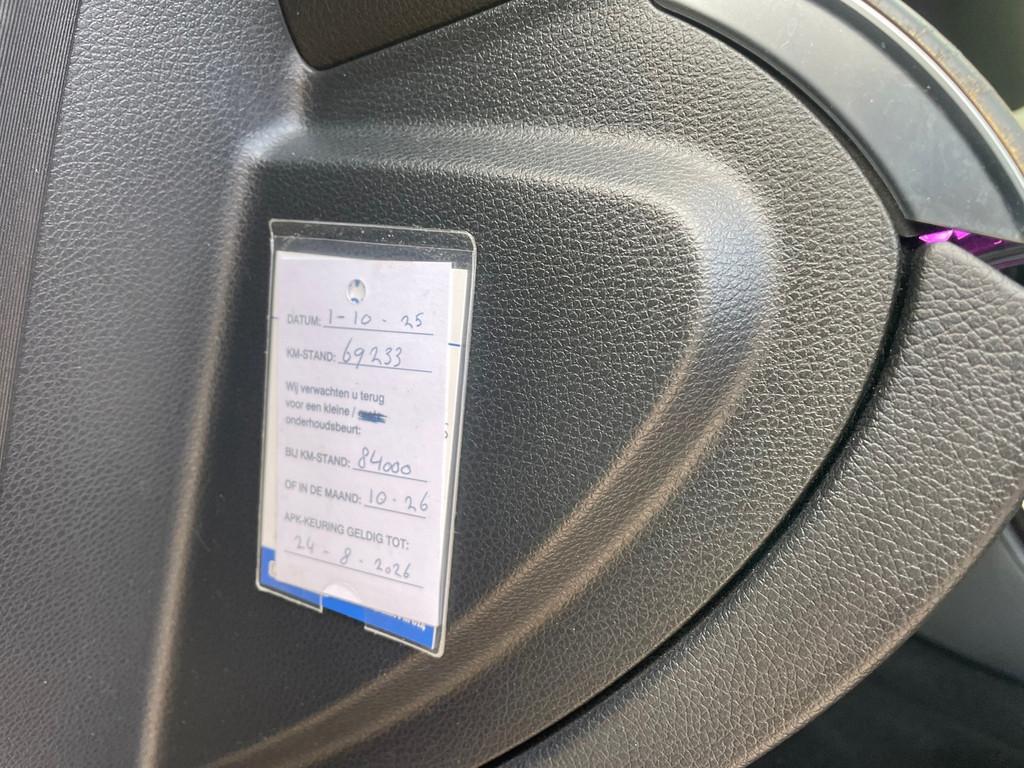 DATUM: 1-10-25
KM-STAND: 69233
Wij verwachten u terug
voor een kleine /
onderhoudsbeurt:
BIJ KM-STAND: 84000
OF IN DE MAAND: 10-26
APK-KEURING GELDIG TOT:
24-8-2026